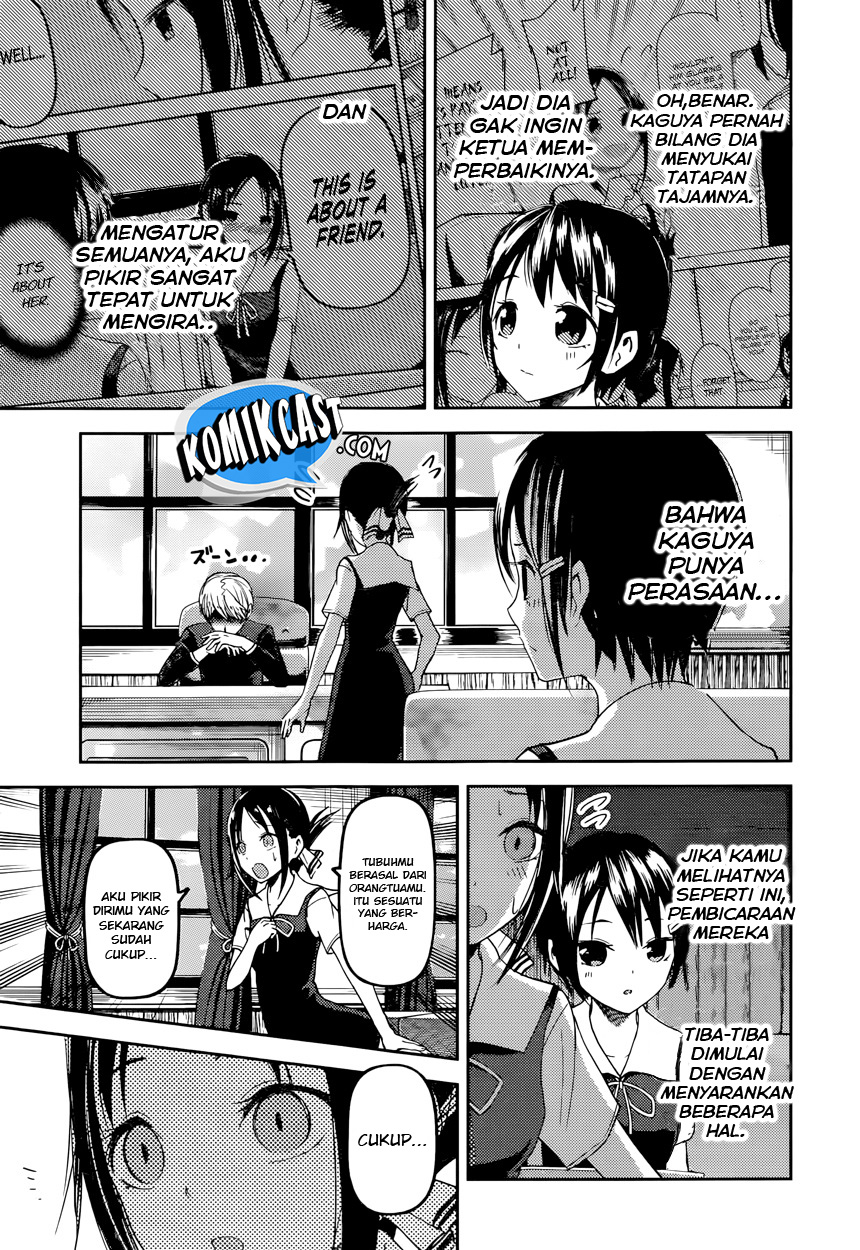 OH,BENAR.
KAGUYA PERNAH
BILANG DIA
MENYUKAI
TATAPAN
TAJAMNYA.
JADI DIA
GAK INGIN
KETUA MEM-
PERBAIKINYA.
NOT
AT
ALL!
FORGET
THAT
DAN
WELL...
THIS IS
ABOUT A
FRIEND.
MENGATUR
SEMUANYA, AKU
PIKIR SANGAT
TEPAT UNTUK
MENGIRA..
IT'S
ABOUT
HER.
KOMIKCAST
.COM
BAHWA
KAGUYA
PUNYA
PERASAAN...
ズーン...
JIKA KAMU
MELIHATNYA
SEPERTI INI,
PEMBICARAAN
MEREKA
TIBA-TIBA
DIMULAI
DENGAN
MENYARANKAN
BEBERAPA
HAL.
TUBUHMU
BERASAL DARI
ORANGTUAMU.
ITU SESUATU
YANG BER-
HARGA.
AKU PIKIR
DIRIMU YANG
SEKARANG
SUDAH
CUKUP...
CUKUP...